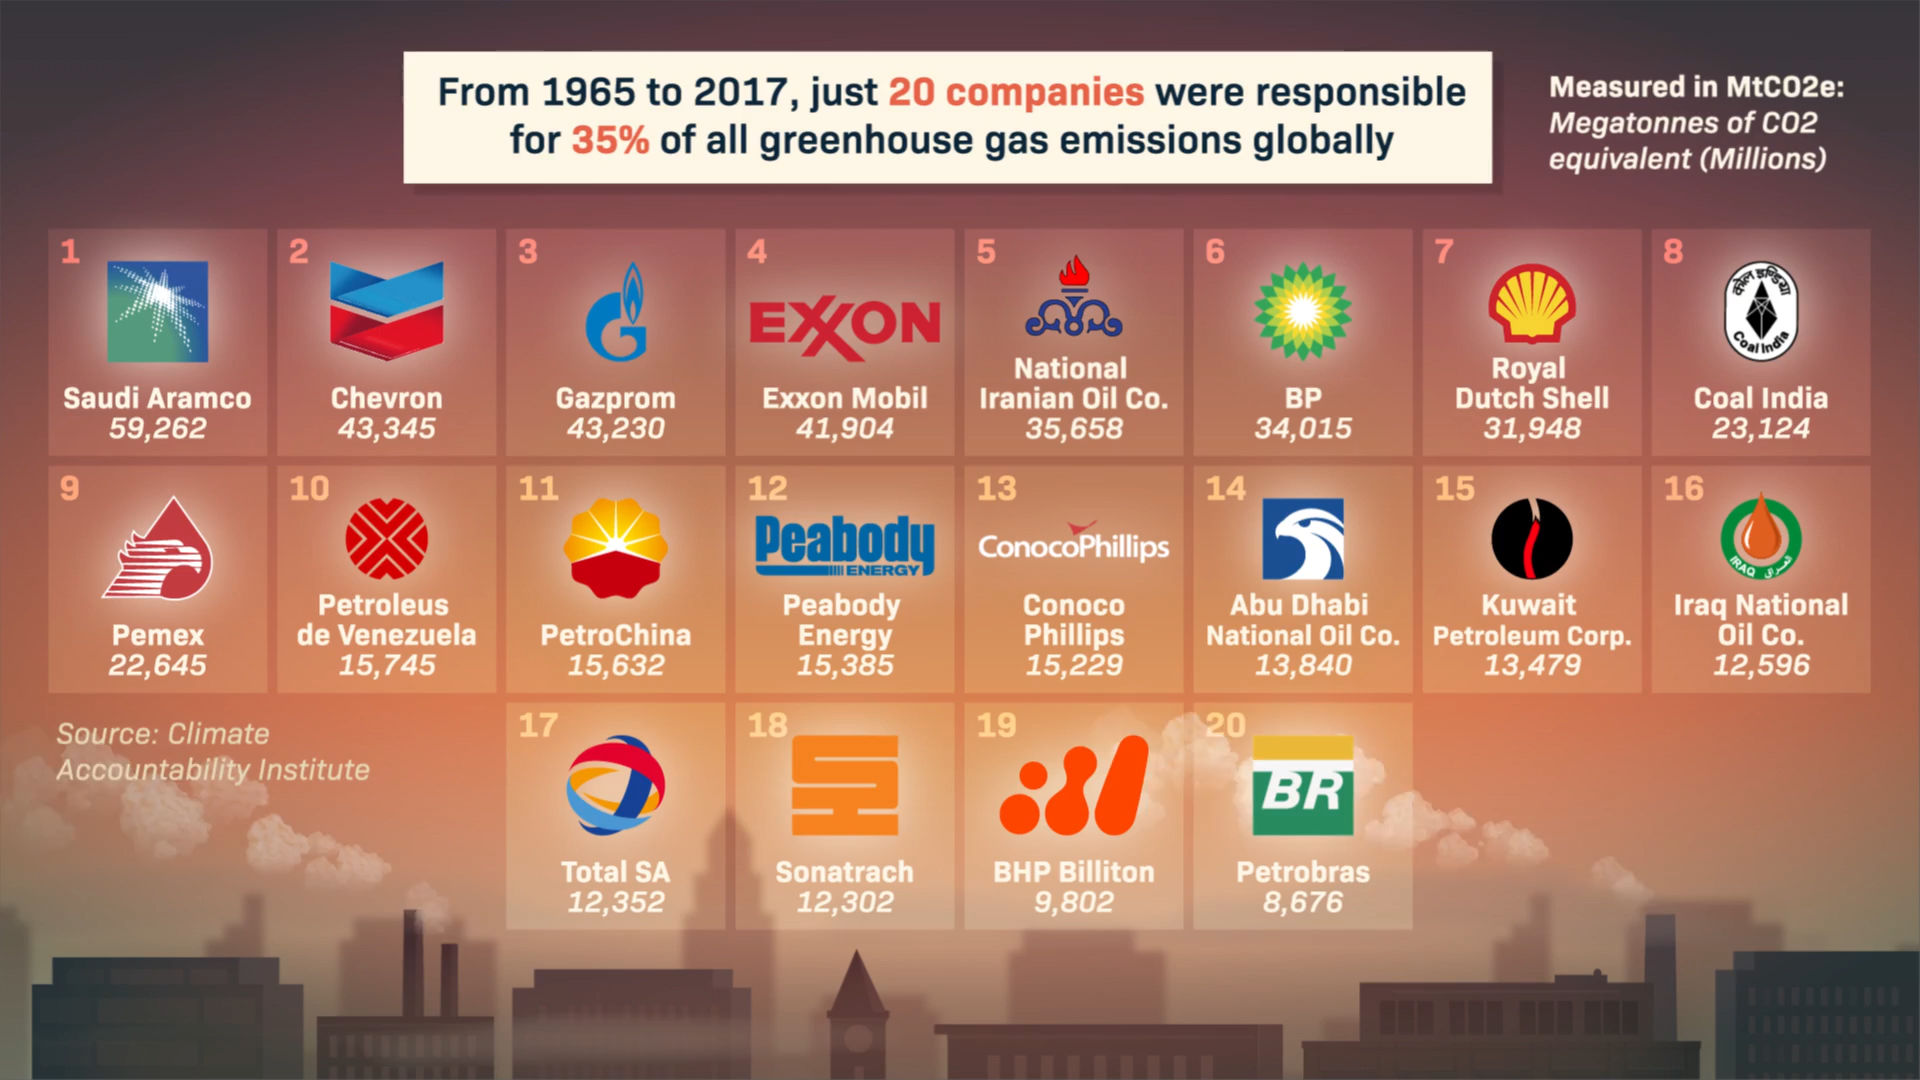 From 1965 to 2017, just 20 companies were responsible
for 35% of all greenhouse gas emissions globally
Measured in MtCO2e:
Megatonnes of CO2
equivalent (Millions)
1
Saudi Aramco
59,262
2
Chevron
43,345
3
Gazprom
43,230
4
EXXON
Exxon Mobil
41,904
5
National
Iranian Oil Co.
35,658
6
BP
34,015
7
Royal
Dutch Shell
31,948
8
कोल इण्डिया
Coal India
Coal India
23,124
9
Pemex
22,645
10
Petroleus
de Venezuela
15,745
11
PetroChina
15,632
12
Peabody
ENERGY
Peabody
Energy
15,385
13
ConocoPhillips
Conoco
Phillips
15,229
14
Abu Dhabi
National Oil Co.
13,840
15
Kuwait
Petroleum Corp.
13,479
16
IRAQ العراق
Iraq National
Oil Co.
12,596
Source: Climate
Accountability Institute
17
Total SA
12,352
18
Sonatrach
12,302
19
BHP Billiton
9,802
20
BR
Petrobras
8,676